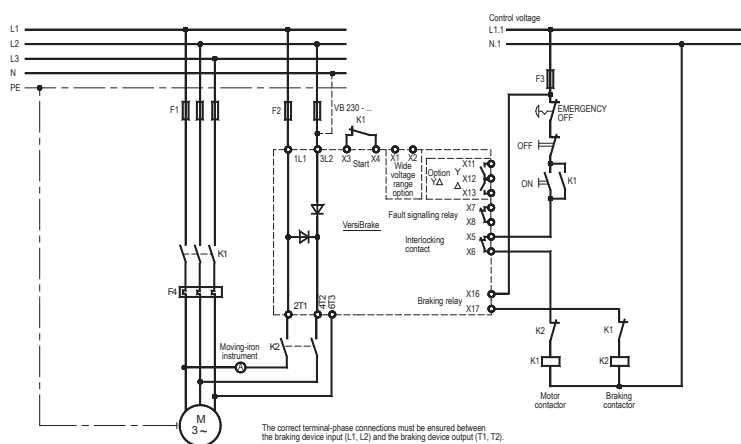 Control voltage
L1
L1.1
L2
N.1
L3
N
PE
F1
F2
VB 230 - ...
K1
F3
EMERGENCY
OFF
OFF
ON
K1
1L1
3L2
X3
X4
X1
X2
Start
Wide
voltage
range
option
Option
Y△
Y
△
X11
X12
X13
X7
X8
Fault signalling relay
VersiBrake
X5
X6
Interlocking
contact
K1
F4
X16
X17
Braking relay
2T1
4T2
6T3
Moving-iron
instrument
A
K2
K2
K1
K1
K2
Motor
contactor
Braking
contactor
M
3 ~
The correct terminal-phase connections must be ensured between
the braking device input (L1, L2) and the braking device output (T1, T2).